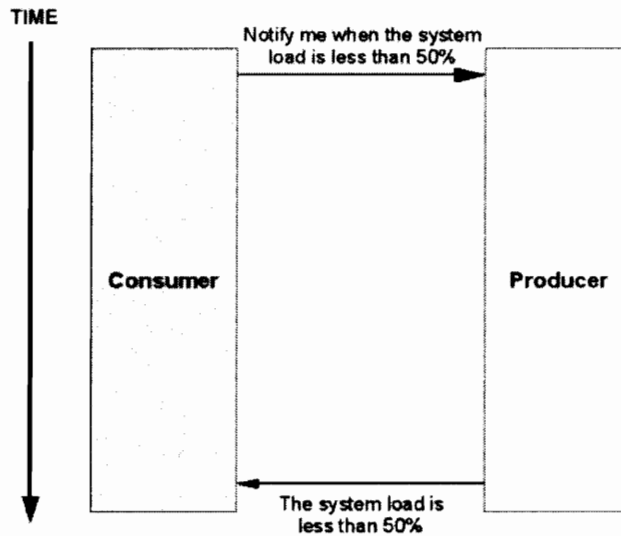 TIME
Notify me when the system
load is less than 50%
Consumer
Producer
The system load is
less than 50%